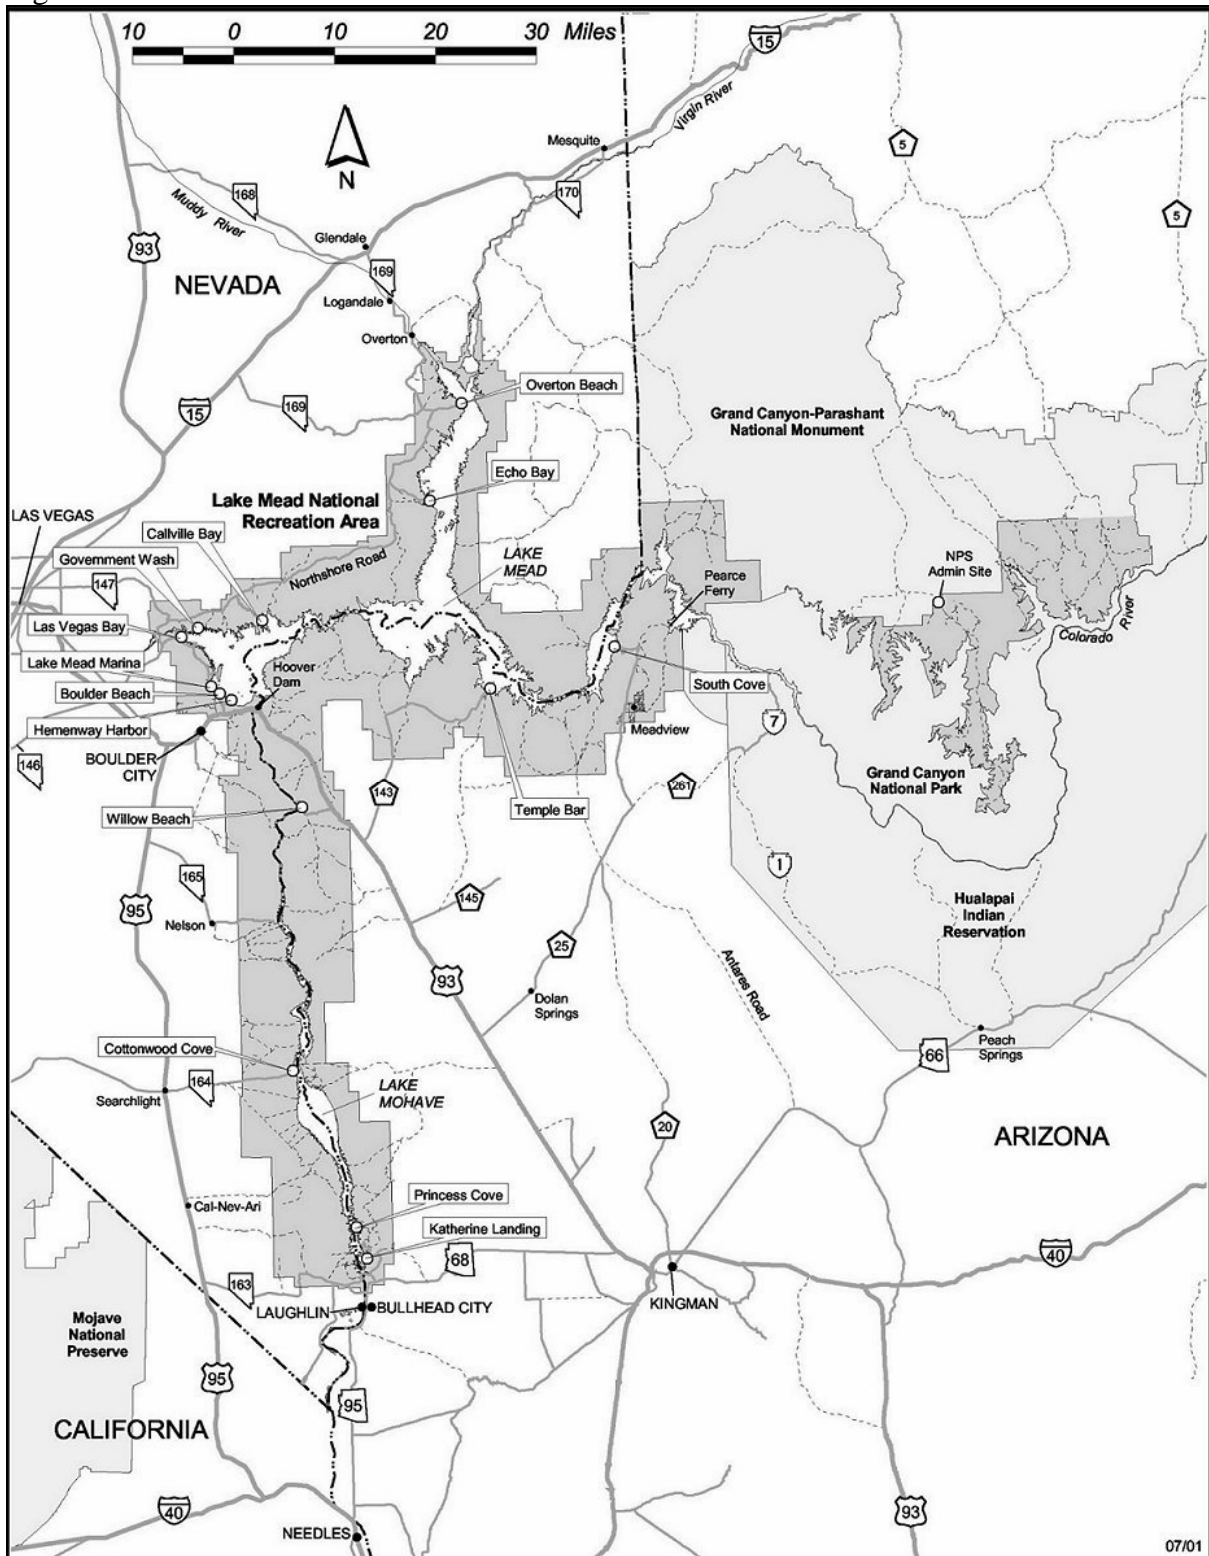 10 0 10 20 30 Miles
15
Virgin River
Mesquite
5
N
168
170
Muddy River
5
93
Glendale
NEVADA
169
Logandale
Overton
Overton Beach
15
169
Grand Canyon-Parashant
National Monument
Echo Bay
Lake Mead National
Recreation Area
LAS VEGAS
Callville Bay
Government Wash
LAKE
MEAD
NPS
Admin Site
Northshore Road
147
Pearce
Ferry
Las Vegas Bay
Colorado River
Lake Mead Marina
Hoover
Dam
Boulder Beach
South Cove
Hemenway Harbor
7
Meadview
BOULDER
CITY
146
Grand Canyon
National Park
261
143
Temple Bar
Willow Beach
1
165
145
95
Hualapai
Indian
Reservation
Nelson
25
93
Antares Road
Dolan
Springs
Peach
Springs
Cottonwood Cove
66
164
LAKE
MOHAVE
Searchlight
20
ARIZONA
Princess Cove
Cal-Nev-Ari
Katherine Landing
68
40
163
KINGMAN
LAUGHLIN
BULLHEAD CITY
Mojave
National
Preserve
95
95
CALIFORNIA
40
93
NEEDLES
07/01